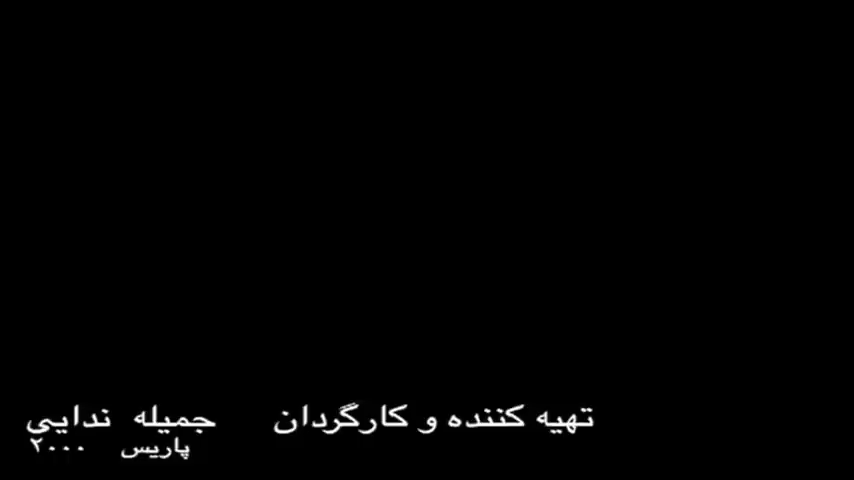 تهیه کننده و کارگردان جمیله ندایی
پاریس ۲۰۰۰